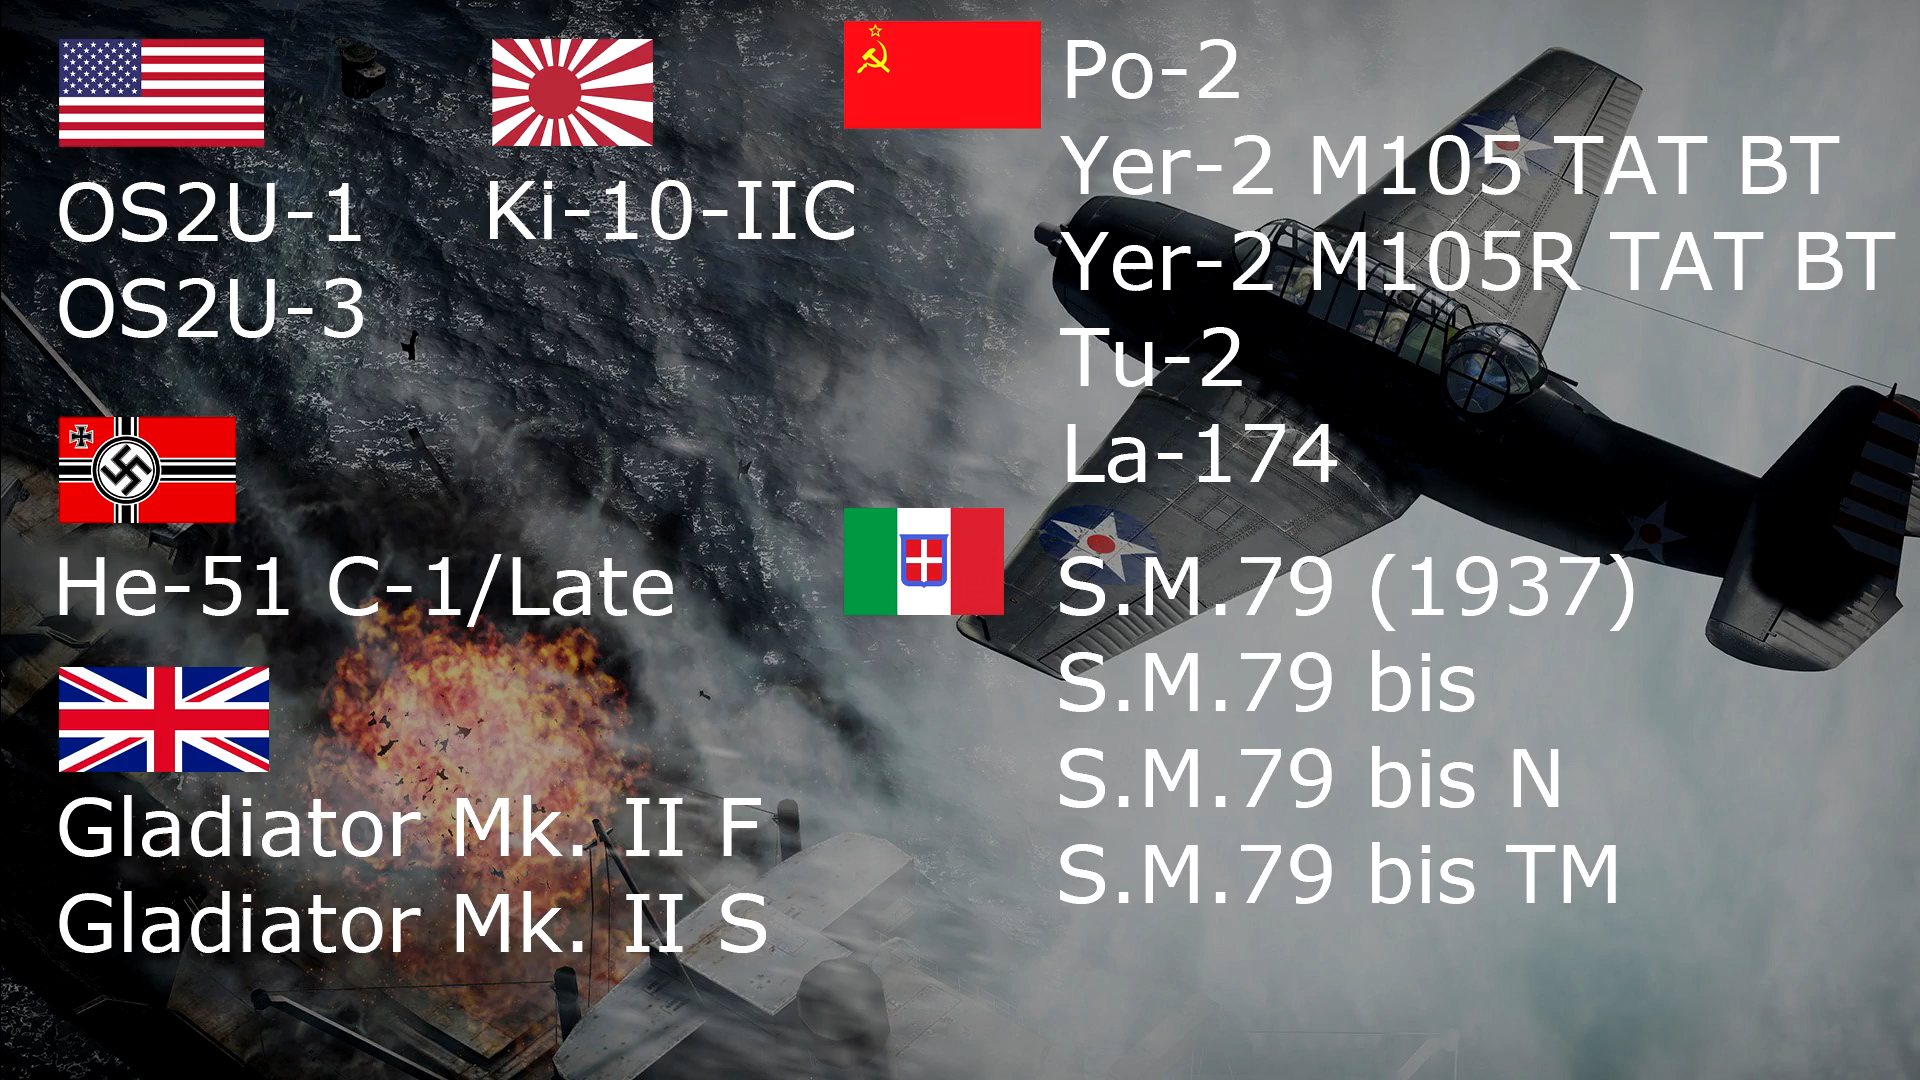 OS2U-1
OS2U-3
Ki-10-IIC
Po-2
Yer-2 M105 TAT BT
Yer-2 M105R TAT BT
Tu-2
La-174
He-51 C-1/Late
S.M.79 (1937)
S.M.79 bis
S.M.79 bis N
S.M.79 bis TM
Gladiator Mk. II F
Gladiator Mk. II S